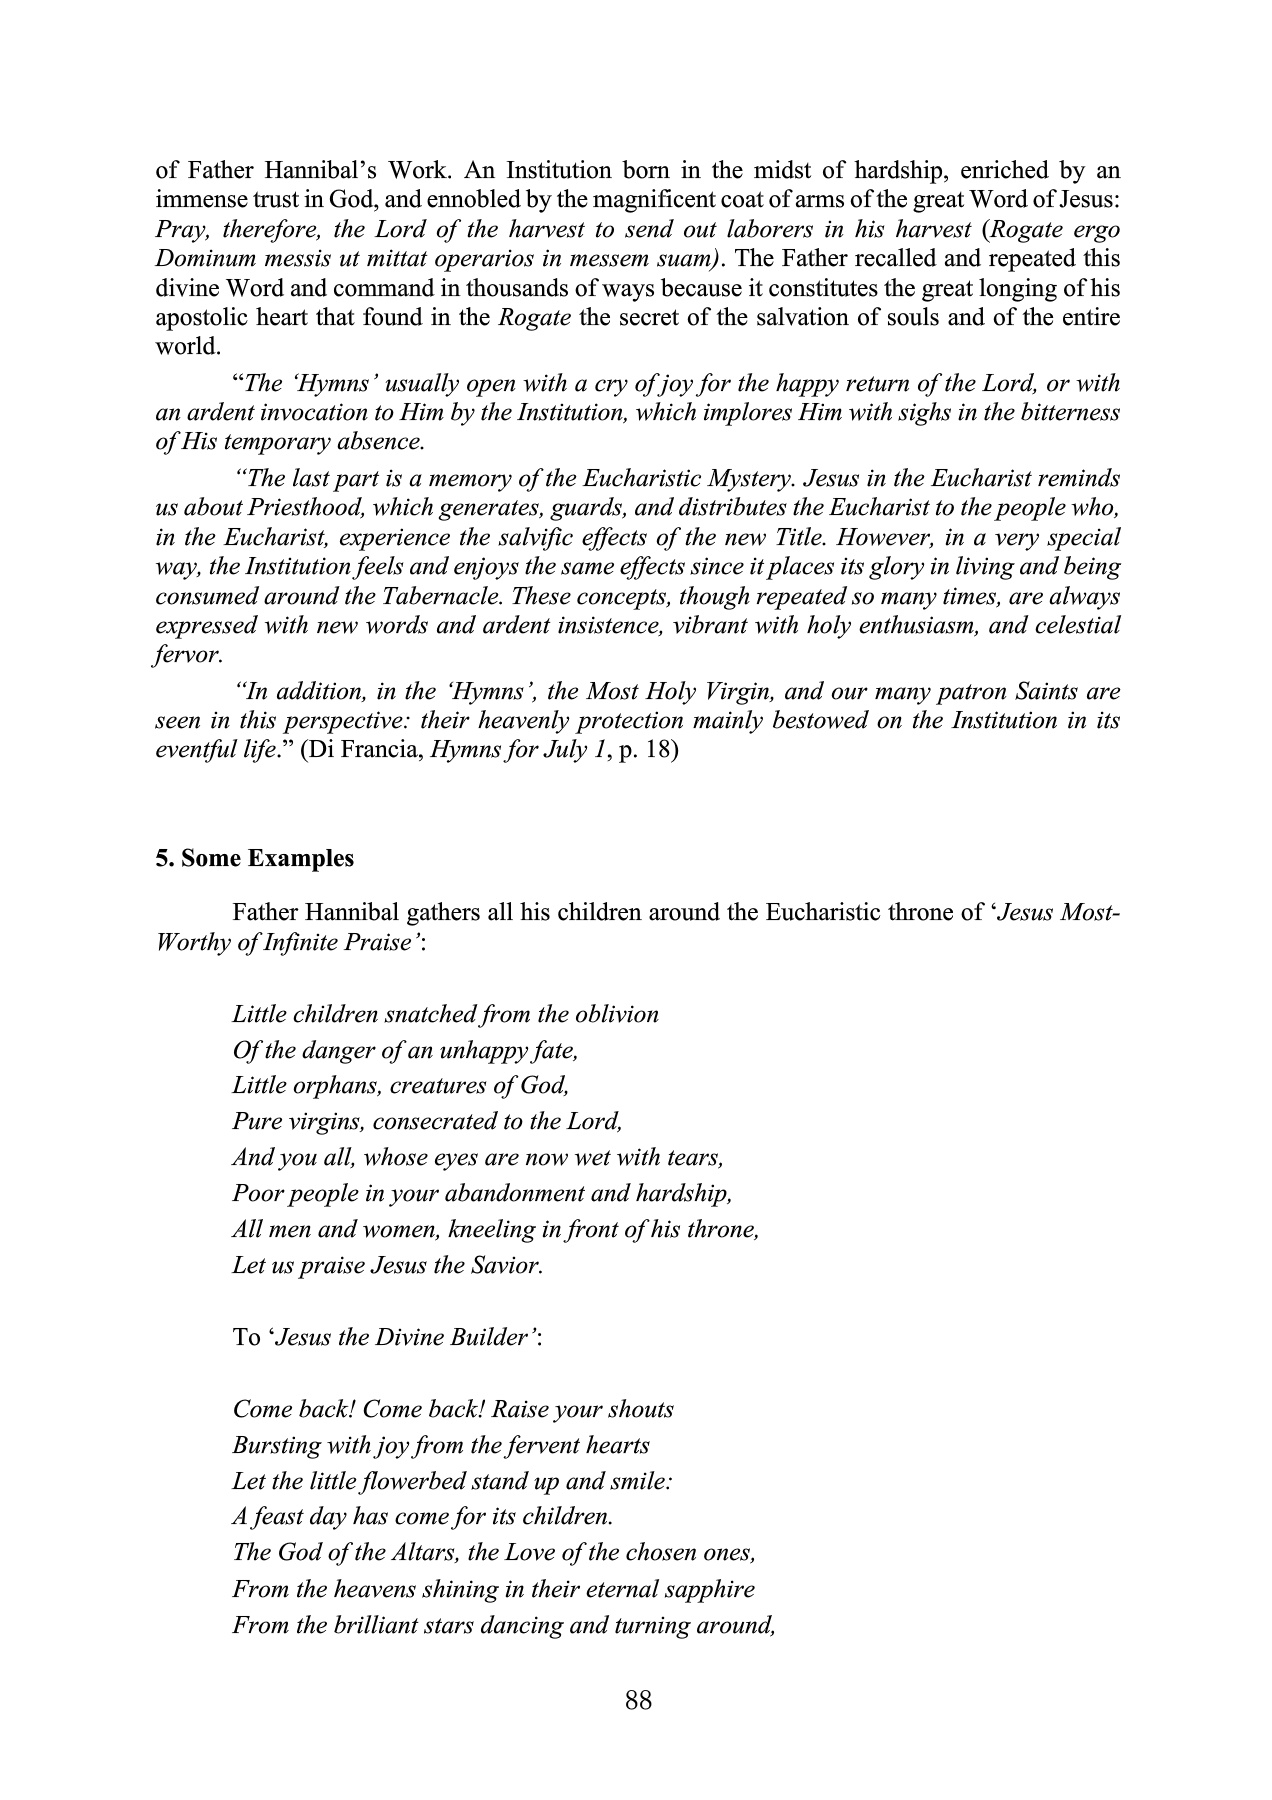 of Father Hannibal’s Work. An Institution born in the midst of hardship, enriched by an
immense trust in God, and ennobled by the magnificent coat of arms of the great Word of Jesus:
Pray, therefore, the Lord of the harvest to send out laborers in his harvest (Rogate ergo
Dominum messis ut mittat operarios in messem suam). The Father recalled and repeated this
divine Word and command in thousands of ways because it constitutes the great longing of his
apostolic heart that found in the Rogate the secret of the salvation of souls and of the entire
world.
“The ‘Hymns’ usually open with a cry of joy for the happy return of the Lord, or with
an ardent invocation to Him by the Institution, which implores Him with sighs in the bitterness
of His temporary absence.
“The last part is a memory of the Eucharistic Mystery. Jesus in the Eucharist reminds
us about Priesthood, which generates, guards, and distributes the Eucharist to the people who,
in the Eucharist, experience the salvific effects of the new Title. However, in a very special
way, the Institution feels and enjoys the same effects since it places its glory in living and being
consumed around the Tabernacle. These concepts, though repeated so many times, are always
expressed with new words and ardent insistence, vibrant with holy enthusiasm, and celestial
fervor.
“In addition, in the ‘Hymns’, the Most Holy Virgin, and our many patron Saints are
seen in this perspective: their heavenly protection mainly bestowed on the Institution in its
eventful life.” (Di Francia, Hymns for July 1, p. 18)
5. Some Examples
Father Hannibal gathers all his children around the Eucharistic throne of ‘Jesus Most-
Worthy of Infinite Praise’:
Little children snatched from the oblivion
Of the danger of an unhappy fate,
Little orphans, creatures of God,
Pure virgins, consecrated to the Lord,
And you all, whose eyes are now wet with tears,
Poor people in your abandonment and hardship,
All men and women, kneeling in front of his throne,
Let us praise Jesus the Savior.
To ‘Jesus the Divine Builder’:
Come back! Come back! Raise your shouts
Bursting with joy from the fervent hearts
Let the little flowerbed stand up and smile:
A feast day has come for its children.
The God of the Altars, the Love of the chosen ones,
From the heavens shining in their eternal sapphire
From the brilliant stars dancing and turning around,
88